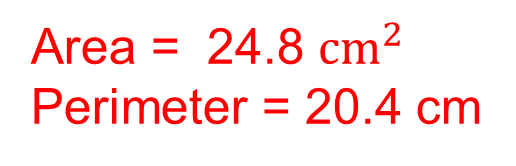 Area = 24.8 cm²
Perimeter = 20.4 cm